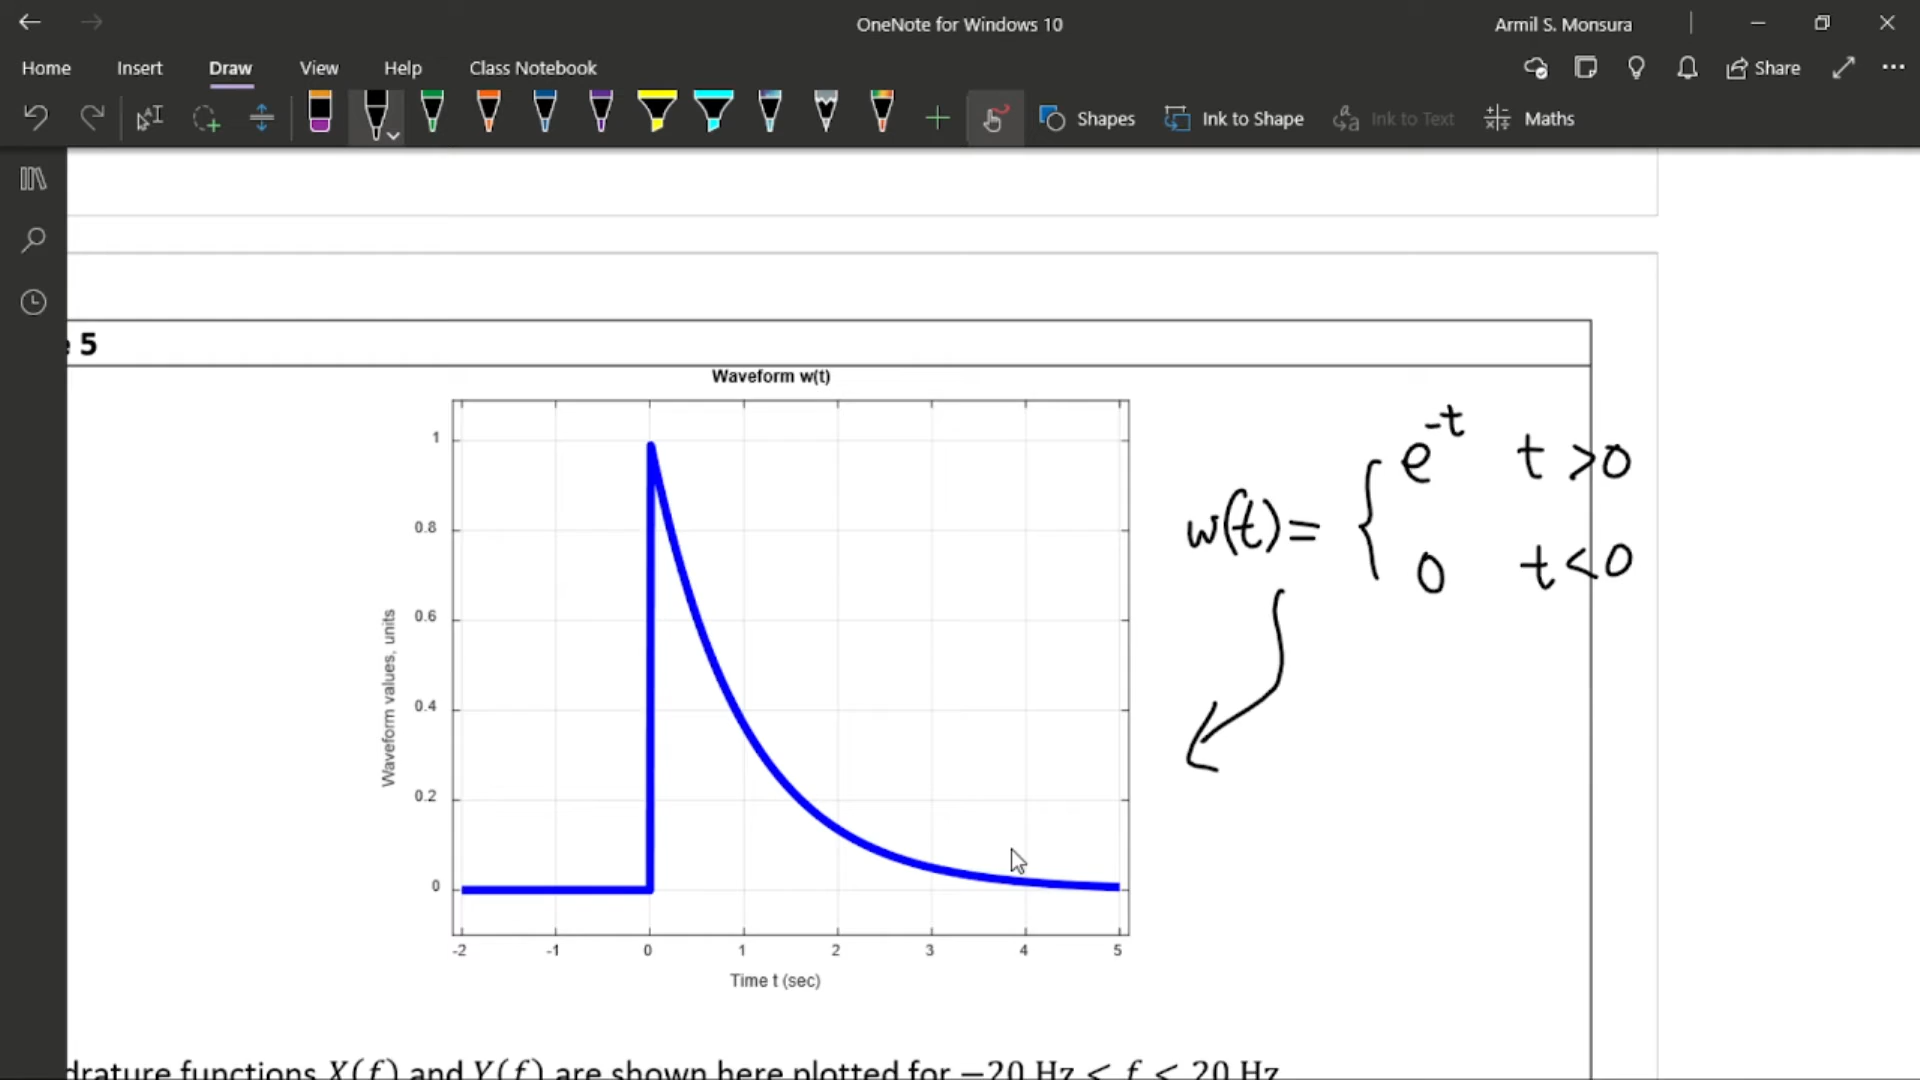 OneNote for Windows 10
Armil S. Monsura
Home Insert Draw View Help Class Notebook
Share
Shapes Ink to Shape Ink to Text Maths
5
Waveform w(t)
1
0.8
0.6
0.4
0.2
0
Waveform values, units
-2 -1 0 1 2 3 4 5
Time t (sec)
w(t) = { e^-t t > 0
0 t < 0
functions X(f) and Y(f) are shown here plotted for −20 Hz < f < 20 Hz